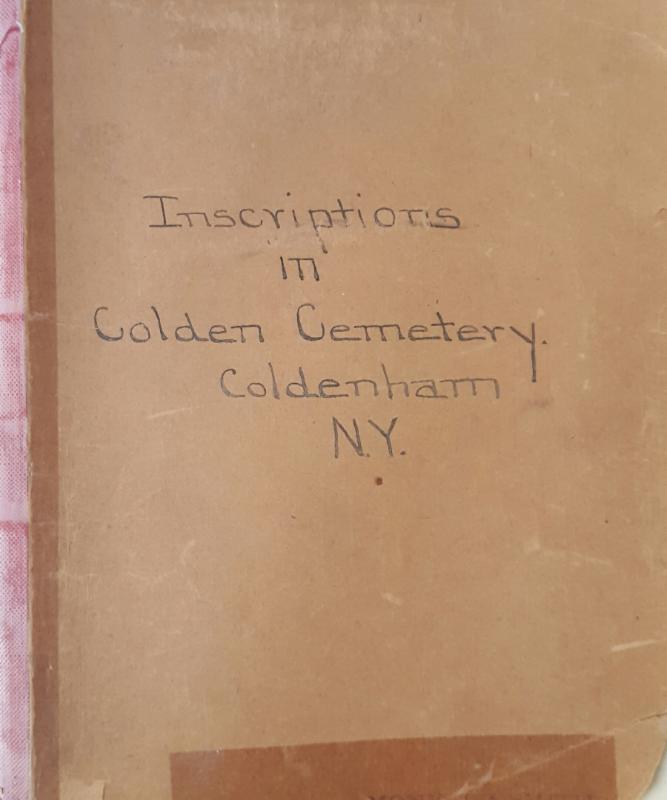 Inscriptions
in
Colden Cemetery.
Coldenham
N.Y.